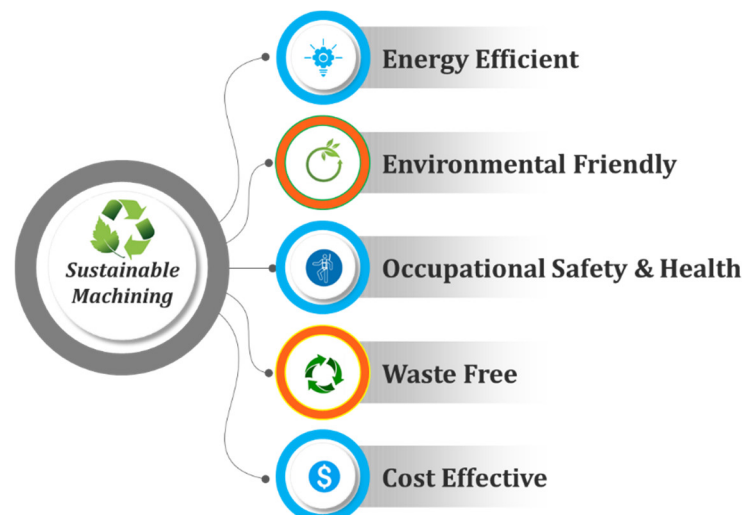 Energy Efficient
Environmental Friendly
Sustainable
Machining
Occupational Safety & Health
Waste Free
Cost Effective
$